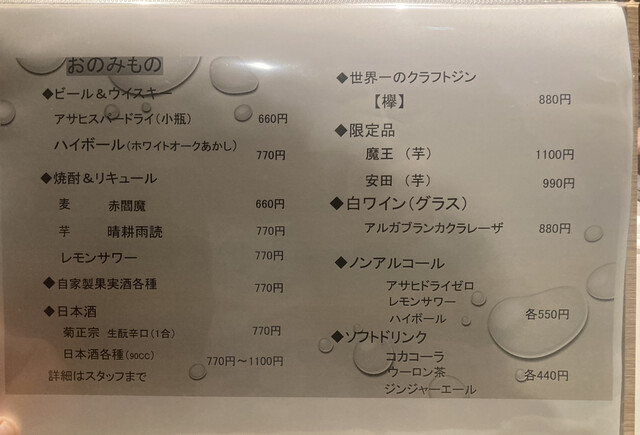 おのみもの
◆ビール＆ウイスキー
アサヒスパードライ（小瓶） 660円
ハイボール（ホワイトオークあかし） 770円
◆焼酎＆リキュール
麦 赤閻魔 660円
芋 晴耕雨読 770円
レモンサワー 770円
◆自家製果実酒各種 770円
◆日本酒
菊正宗 生酛辛口（1合） 770円
日本酒各種（90CC） 770円～1100円
詳細はスタッフまで
◆世界一のクラフトジン
【欅】 880円
◆限定品
魔王 （芋） 1100円
安田 （芋） 990円
◆白ワイン（グラス）
アルガブランカクラレーザ 880円
◆ノンアルコール
アサヒドライゼロ
レモンサワー
ハイボール 各550円
◆ソフトドリンク
コカコーラ
ウーロン茶 各440円
ジンジャーエール